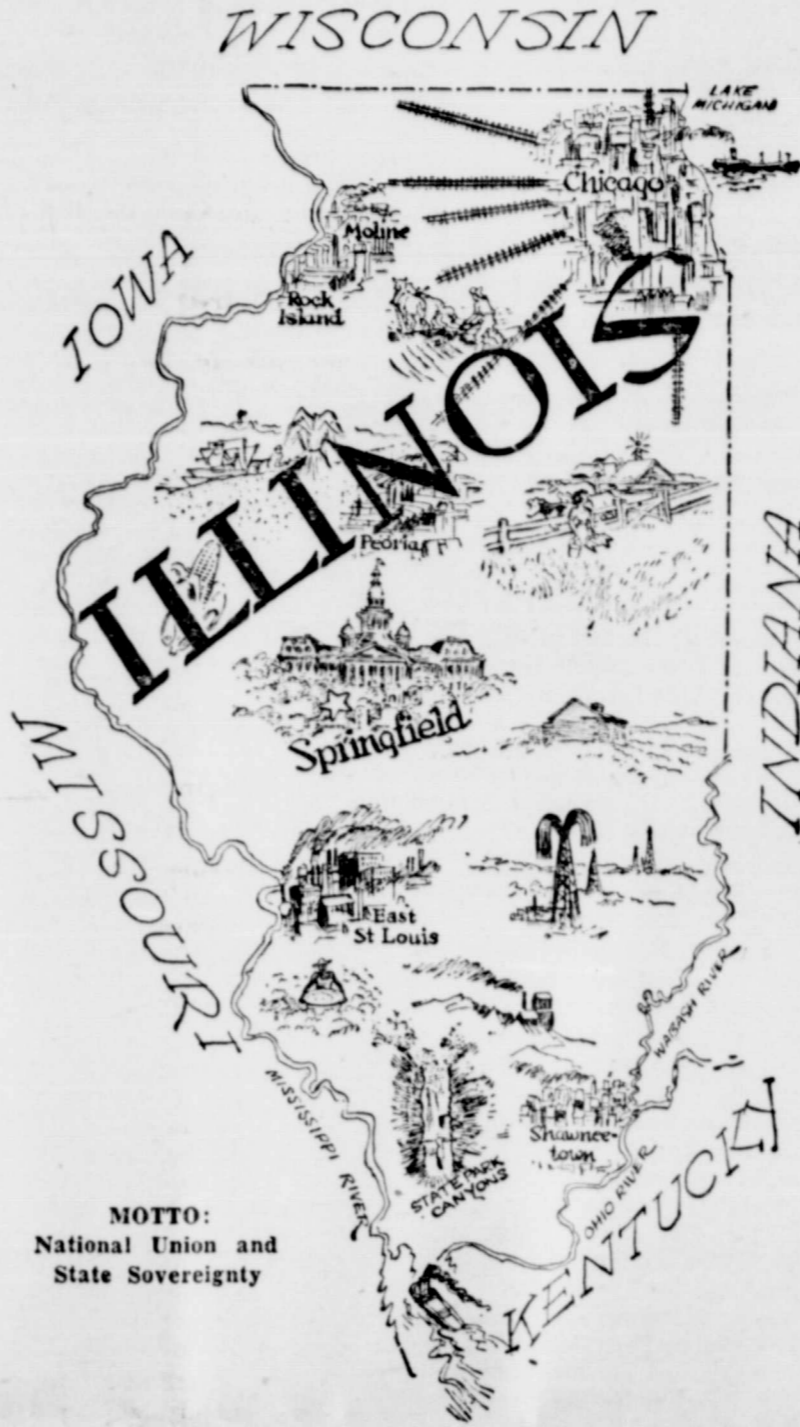 WISCONSIN
LAKE
MICHIGAN
Chicago
Moline
IOWA
Rock
Island
ILLINOIS
Peoria
INDIANA
Springfield
MISSOURI
East
St Louis
WABASH RIVER
MISSISSIPPI RIVER
Shawnee-
town
STATE PARK
CANYONS
OHIO RIVER
KENTUCKY
MOTTO:
National Union and
State Sovereignty